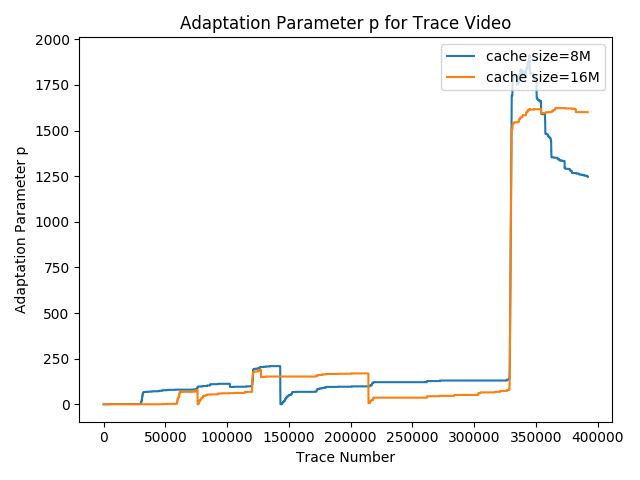 Adaptation Parameter p for Trace Video
cache size=8M
cache size=16M
2000
1750
1500
1250
1000
750
500
250
0
Adaptation Parameter p
0 50000 100000 150000 200000 250000 300000 350000 400000
Trace Number